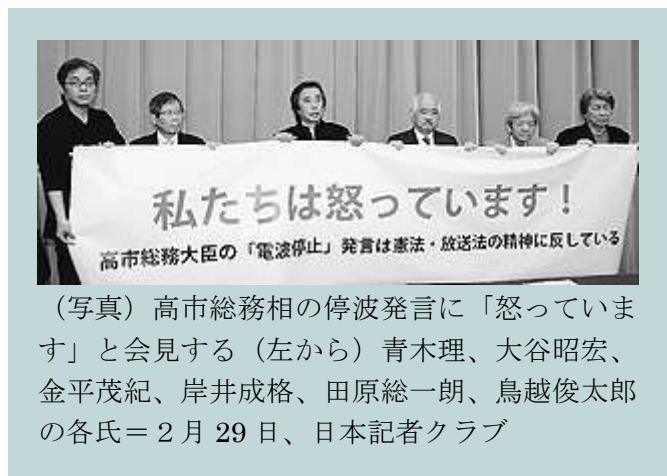 私たちは怒っています!
高市総務大臣の「電波停止」発言は憲法・放送法の精神に反している
(写真)高市総務相の停波発言に「怒っていま
す」と会見する(左から)青木理、大谷昭宏、
金平茂紀、岸井成格、田原総一朗、鳥越俊太郎
の各氏=2月 29 日、日本記者クラブ